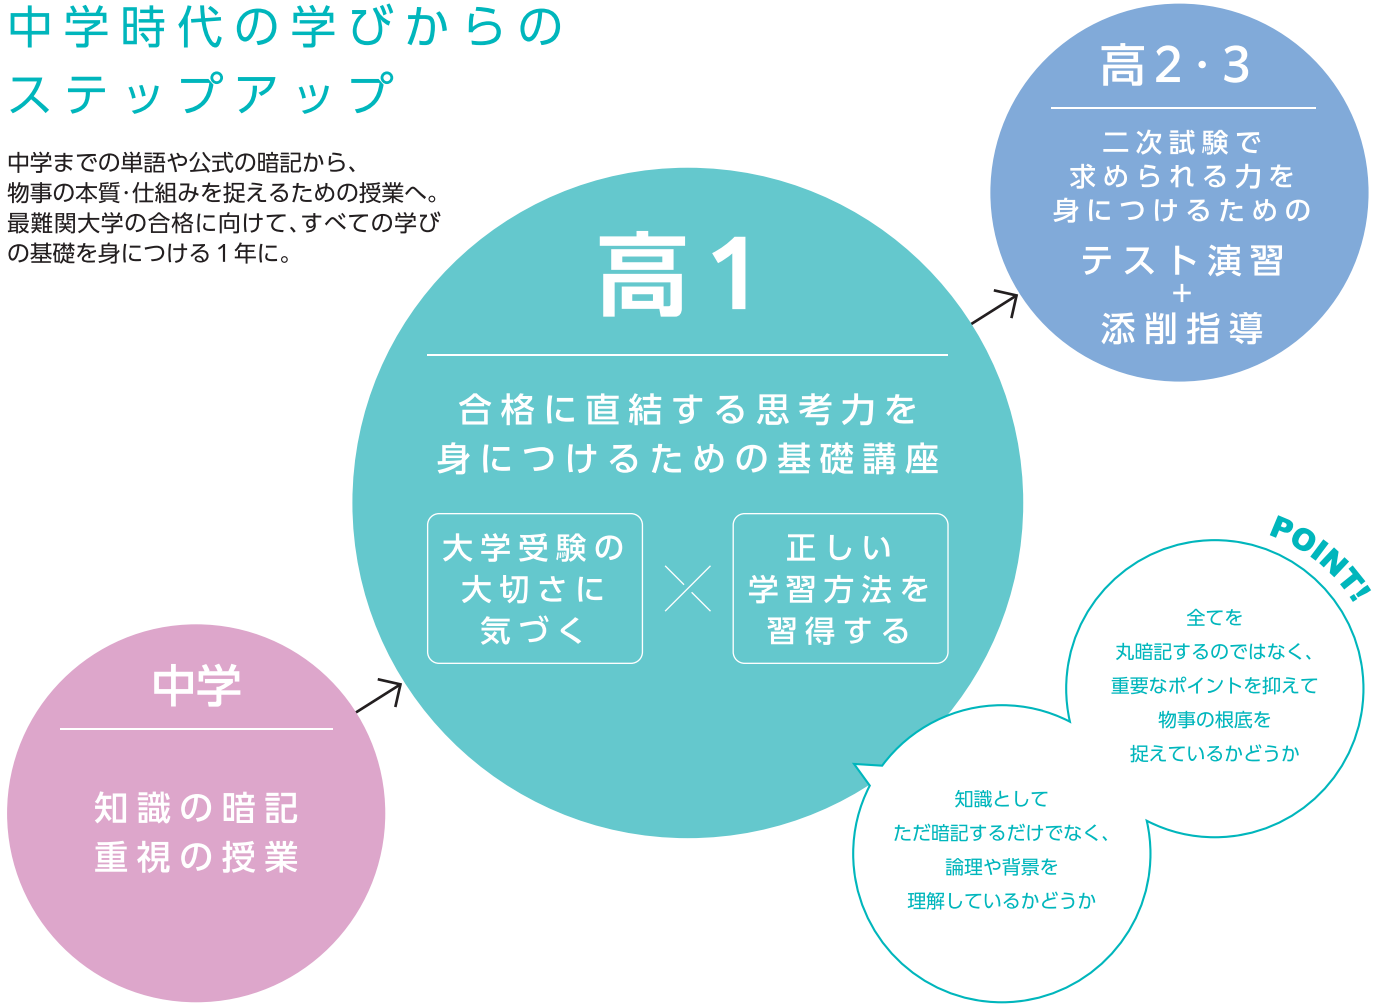 中学時代の学びからの
ステップアップ
中学までの単語や公式の暗記から、
物事の本質・仕組みを捉えるための授業へ。
最難関大学の合格に向けて、すべての学び
の基礎を身につける1年に。
高2・3
二次試験で
求められる力を
身につけるための
テスト演習
+
添削指導
高1
合格に直結する思考力を
身につけるための基礎講座
大学受験の
大切さに
気づく
×
正しい
学習方法を
習得する
中学
知識の暗記
重視の授業
POINT!
全てを
丸暗記するのではなく、
重要なポイントを抑えて
物事の根底を
捉えているかどうか
知識として
ただ暗記するだけでなく、
論理や背景を
理解しているかどうか